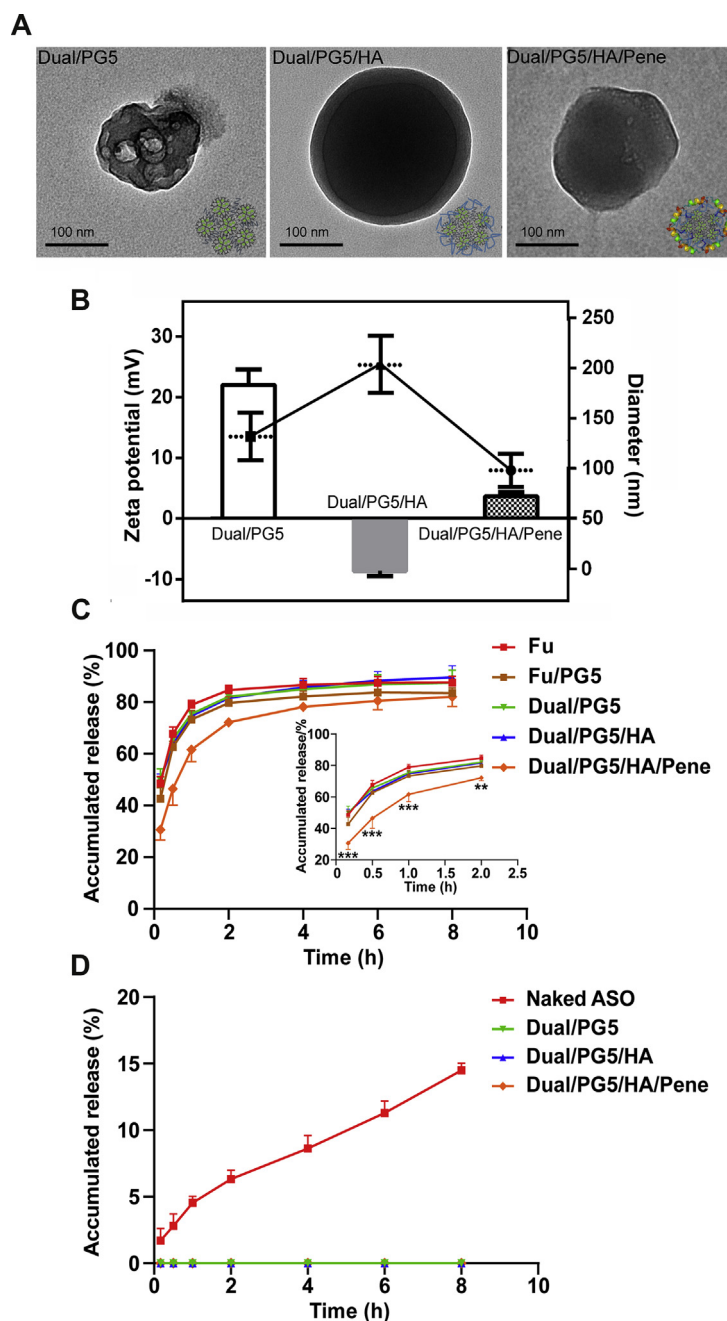 A
Dual/PG5
Dual/PG5/HA
Dual/PG5/HA/Pene
100 nm
100 nm
100 nm
B
Zeta potential (mV)
30
20
10
0
-10
Dual/PG5
Dual/PG5/HA
Dual/PG5/HA/Pene
250
200
150
100
50
0
Diameter (nm)
C
Accumulated release (%)
100
80
60
40
20
0
0
2
4
6
8
10
Time (h)
Fu
Fu/PG5
Dual/PG5
Dual/PG5/HA
Dual/PG5/HA/Pene
Accumulated release/%
100
80
60
40
20
***
***
***
**
0
0.5
1.0
1.5
2.0
2.5
Time (h)
D
Accumulated release (%)
20
15
10
5
0
0
2
4
6
8
10
Time (h)
Naked ASO
Dual/PG5
Dual/PG5/HA
Dual/PG5/HA/Pene